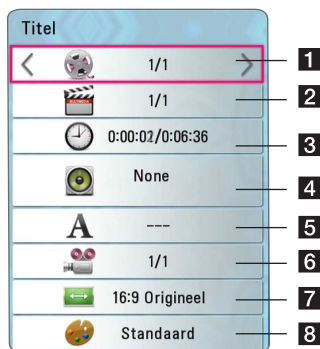 Titel
1/1 1
1/1 2
0:00:02/0:06:36 3
None 4
A --- 5
1/1 6
16:9 Origineel 7
Standaard 8